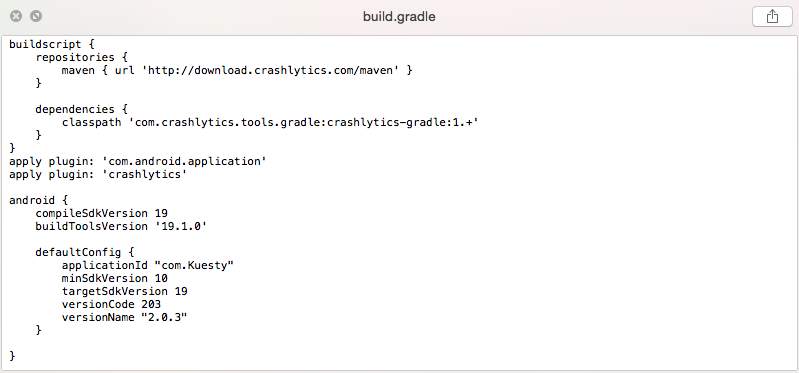 build.gradle
buildscript {
    repositories {
        maven { url 'http://download.crashlytics.com/maven' }
    }

    dependencies {
        classpath 'com.crashlytics.tools.gradle:crashlytics-gradle:1.+'
    }
}
apply plugin: 'com.android.application'
apply plugin: 'crashlytics'

android {
    compileSdkVersion 19
    buildToolsVersion '19.1.0'

    defaultConfig {
        applicationId "com.Kuesty"
        minSdkVersion 10
        targetSdkVersion 19
        versionCode 203
        versionName "2.0.3"
    }

}